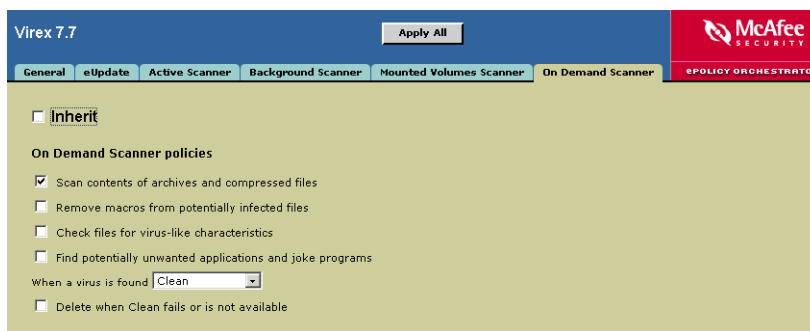 Virex 7.7
Apply All
McAfee
SECURITY
General eUpdate Active Scanner Background Scanner Mounted Volumes Scanner On Demand Scanner
ePOLICY ORCHESTRATO
Inherit
On Demand Scanner policies
Scan contents of archives and compressed files
Remove macros from potentially infected files
Check files for virus-like characteristics
Find potentially unwanted applications and joke programs
When a virus is found Clean
Delete when Clean fails or is not available